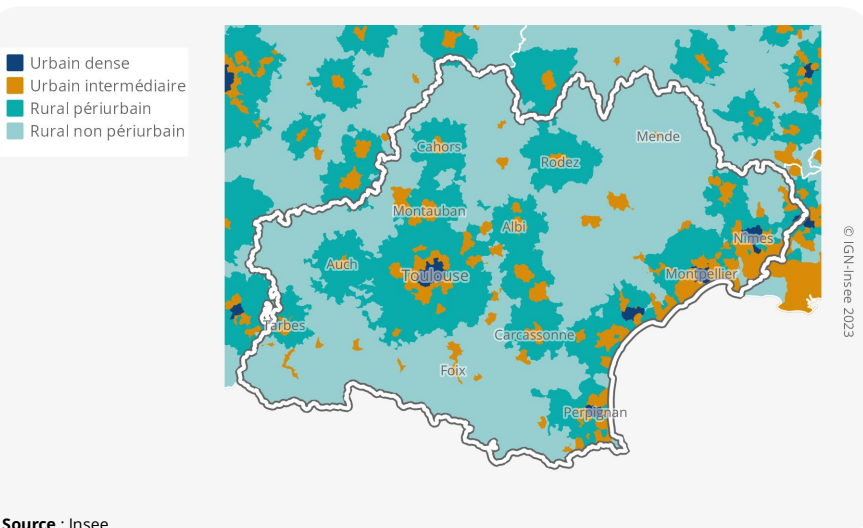 Urbain dense
Urbain intermédiaire
Rural périurbain
Rural non périurbain
Cahors
Mende
Rodez
Montauban
Albi
Nîmes
Auch
Toulouse
Montpellier
Tarbes
Carcassonne
Foix
Perpignan
© IGN-Insee 2023
Source : Insee